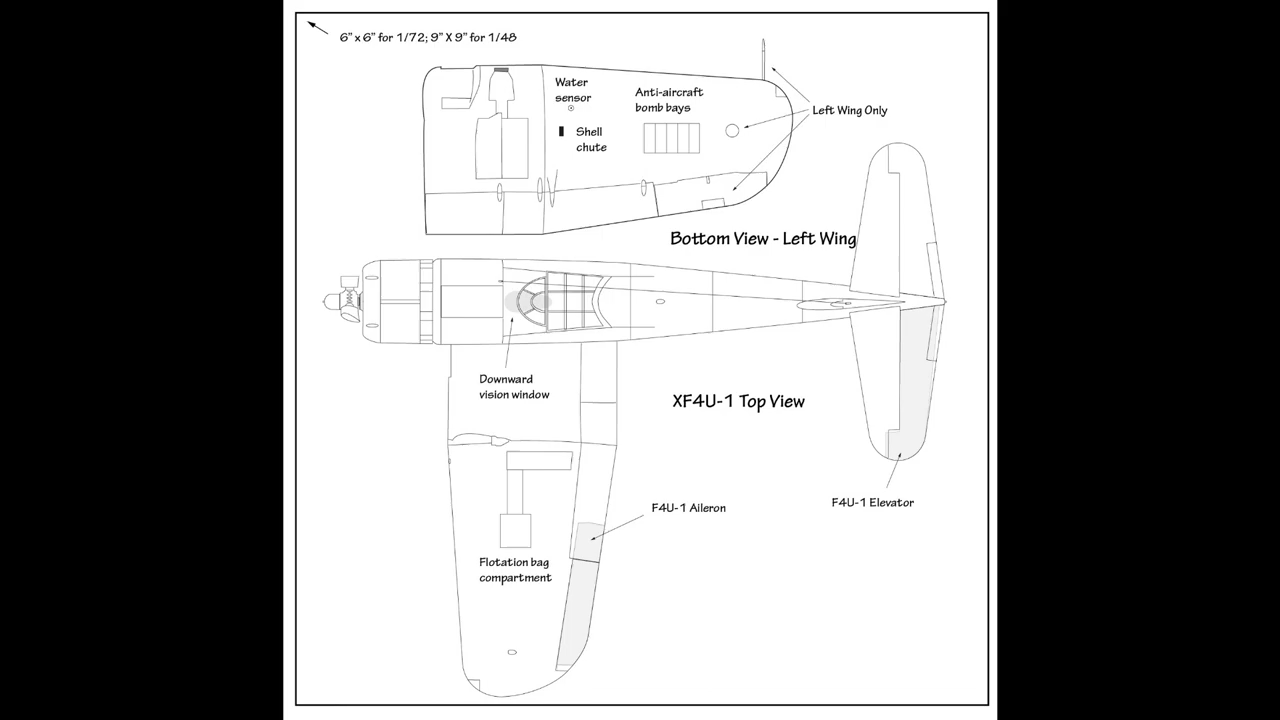 6" x 6" for 1/72; 9" X 9" for 1/48
Water
sensor
Anti-aircraft
bomb bays
Left Wing Only
Shell
chute
Bottom View - Left Wing
Downward
vision window
XF4U-1 Top View
F4U-1 Elevator
F4U-1 Aileron
Flotation bag
compartment